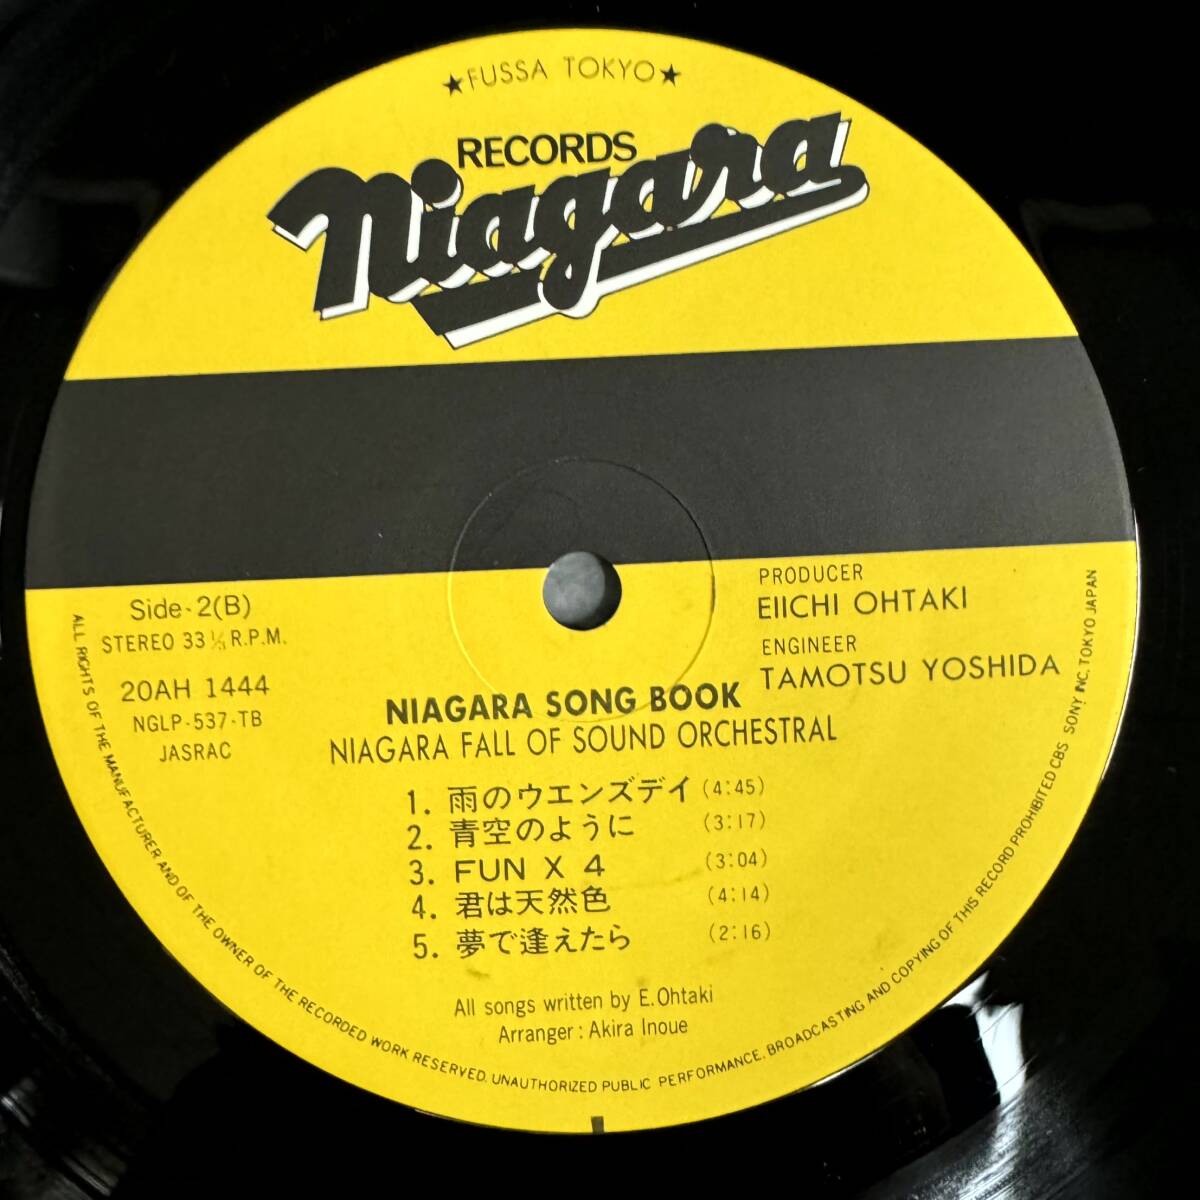 ★FUSSA TOKYO★
RECORDS
Niagara
Side-2(B)
STEREO 33 1/3 R.P.M.
20AH 1444
NGLP-537-TB
JASRAC
PRODUCER
EIICHI OHTAKI
ENGINEER
TAMOTSU YOSHIDA
NIAGARA SONG BOOK
NIAGARA FALL OF SOUND ORCHESTRAL
1. 雨のウエンズデイ (4:45)
2. 青空のように (3:17)
3. FUN X 4 (3:04)
4. 君は天然色 (4:14)
5. 夢で逢えたら (2:16)
All songs written by E.Ohtaki
Arranger : Akira Inoue
ALL RIGHTS OF THE MANUFACTURER AND OF THE OWNER OF THE RECORDED WORK RESERVED. UNAUTHORIZED PUBLIC PERFORMANCE, BROADCASTING AND COPYING OF THIS RECORD PROHIBITED CBS SONY INC. TOKYO JAPAN